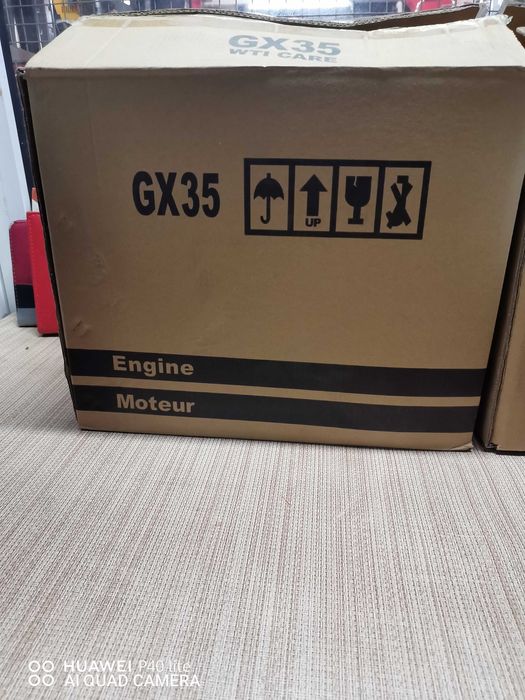 GX35
WTI CARE
GX35
UP
Engine
Moteur
HUAWEI P40 lite
AI QUAD CAMERA